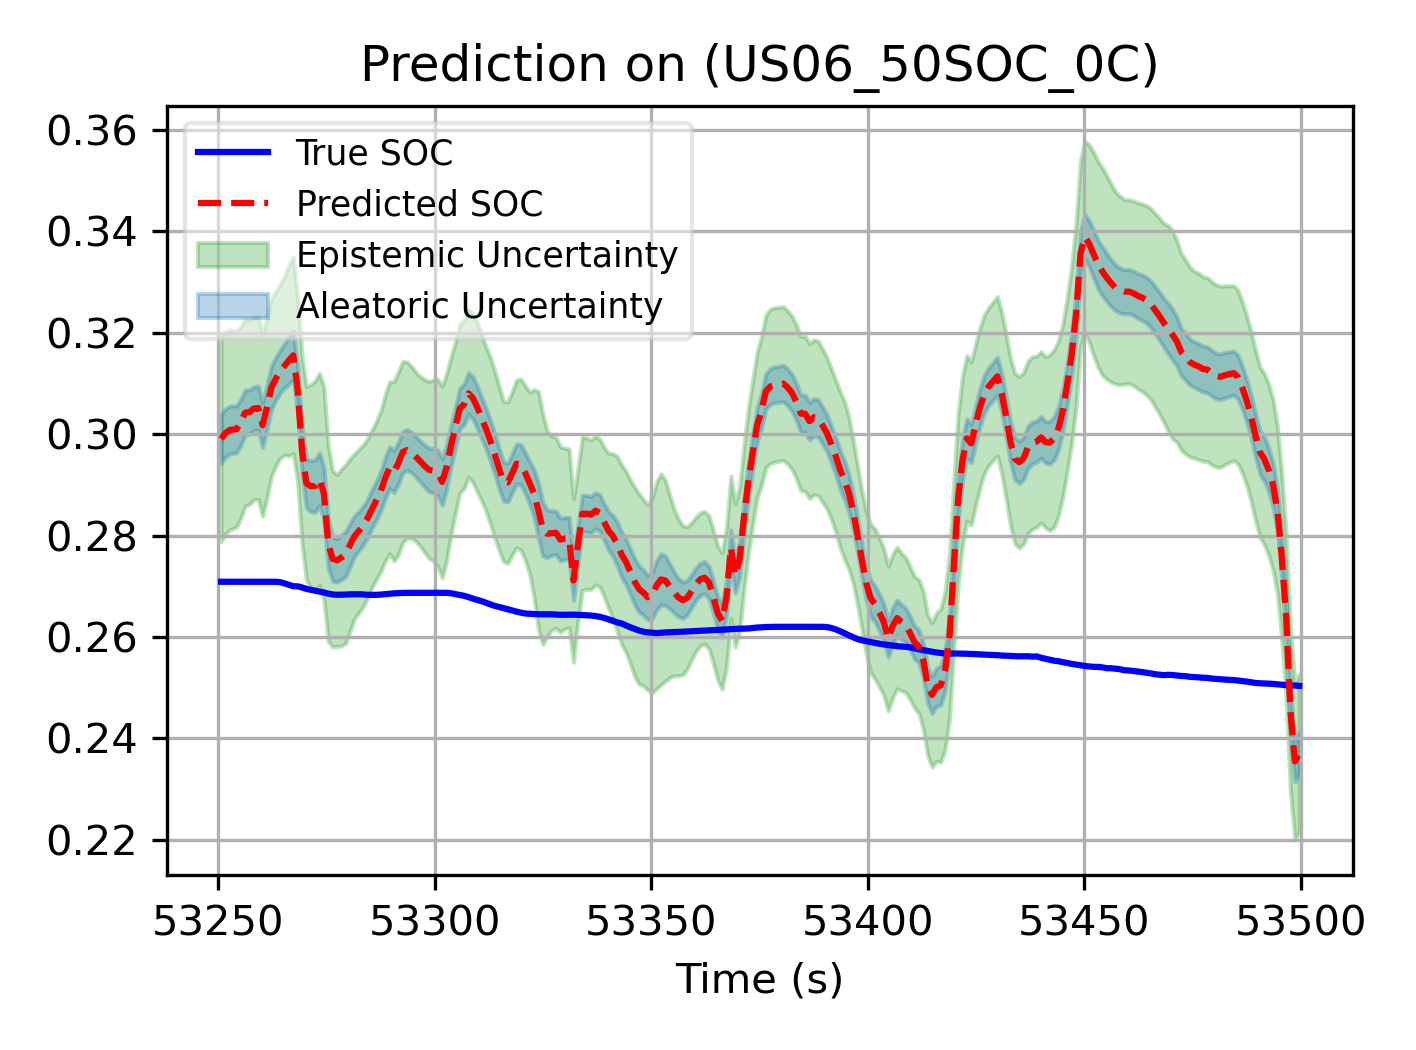 Prediction on (US06_50SOC_0C)
0.36
0.34
0.32
0.30
0.28
0.26
0.24
0.22
True SOC
Predicted SOC
Epistemic Uncertainty
Aleatoric Uncertainty
53250 53300 53350 53400 53450 53500
Time (s)